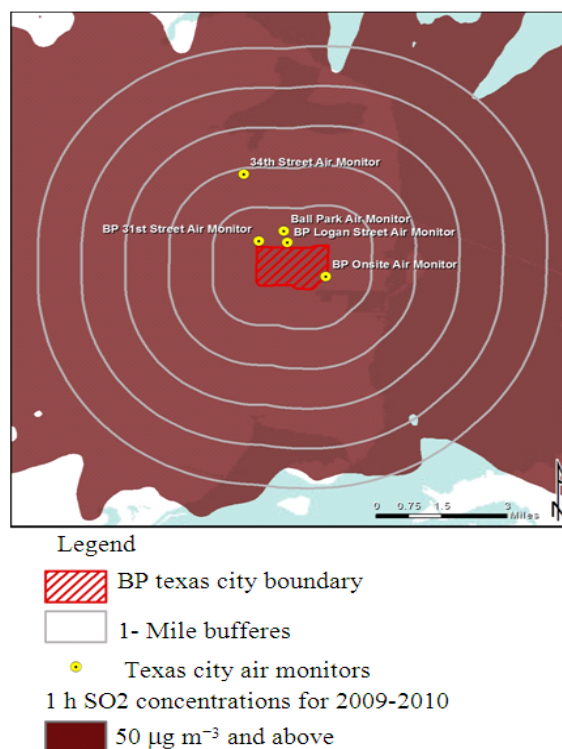 34th Street Air Monitor
Ball Park Air Monitor
BP 31st Street Air Monitor
BP Logan Street Air Monitor
BP Onsite Air Monitor
0 0.75 1.5 3
Miles
N
Legend
BP texas city boundary
1- Mile bufferes
Texas city air monitors
1 h SO2 concentrations for 2009-2010
50 µg m⁻³ and above